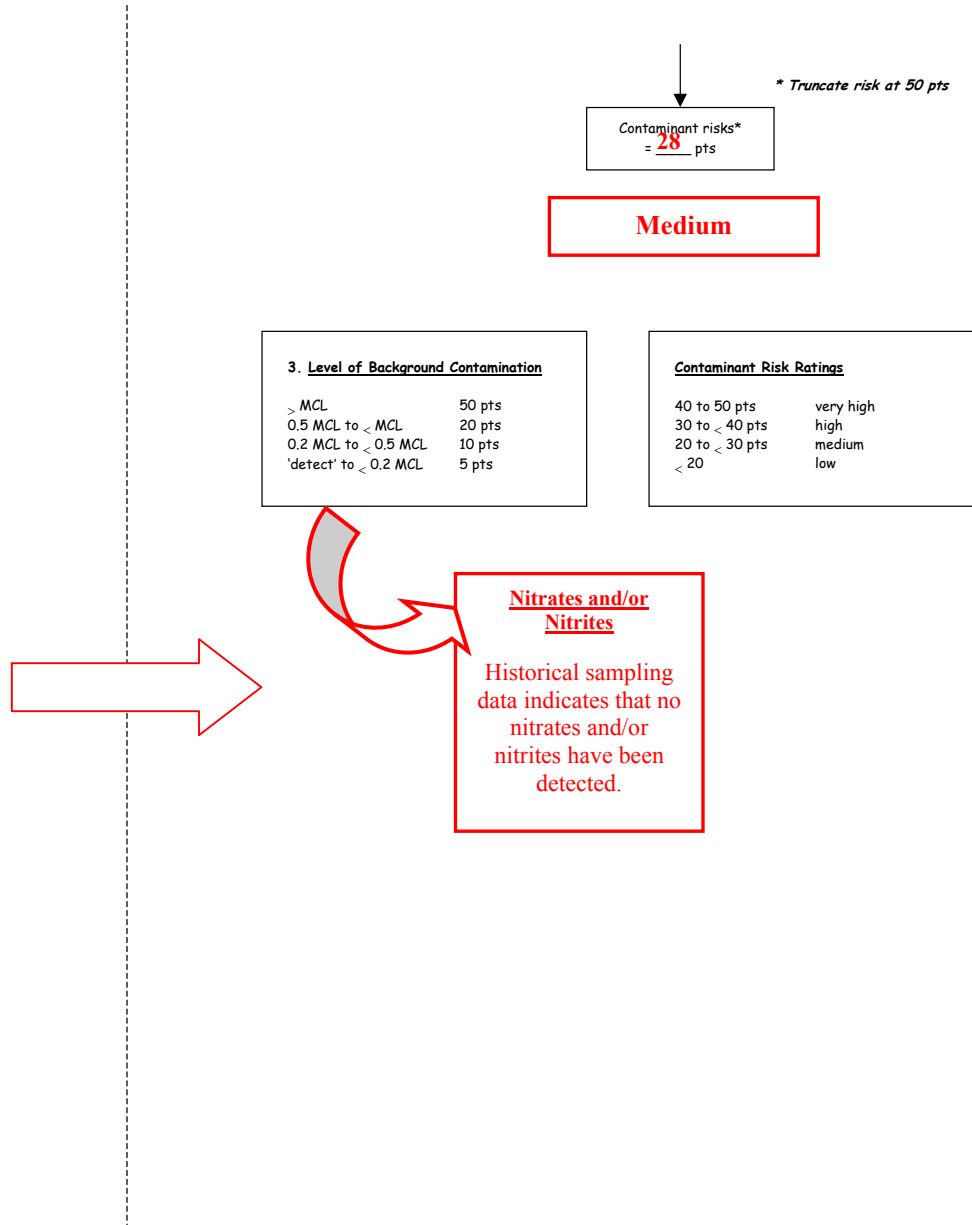 * Truncate risk at 50 pts
Contaminant risks*
= 28 pts
Medium
3. Level of Background Contamination
> MCL 50 pts
0.5 MCL to < MCL 20 pts
0.2 MCL to < 0.5 MCL 10 pts
'detect' to < 0.2 MCL 5 pts
Contaminant Risk Ratings
40 to 50 pts very high
30 to < 40 pts high
20 to < 30 pts medium
< 20 low
Nitrates and/or
Nitrites
Historical sampling
data indicates that no
nitrates and/or
nitrites have been
detected.